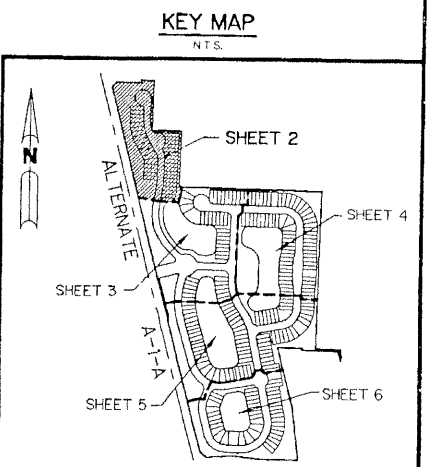 KEY MAP
N.T.S.
N
SHEET 2
ALTERNATE
A-1-A
SHEET 4
SHEET 3
SHEET 5
SHEET 6